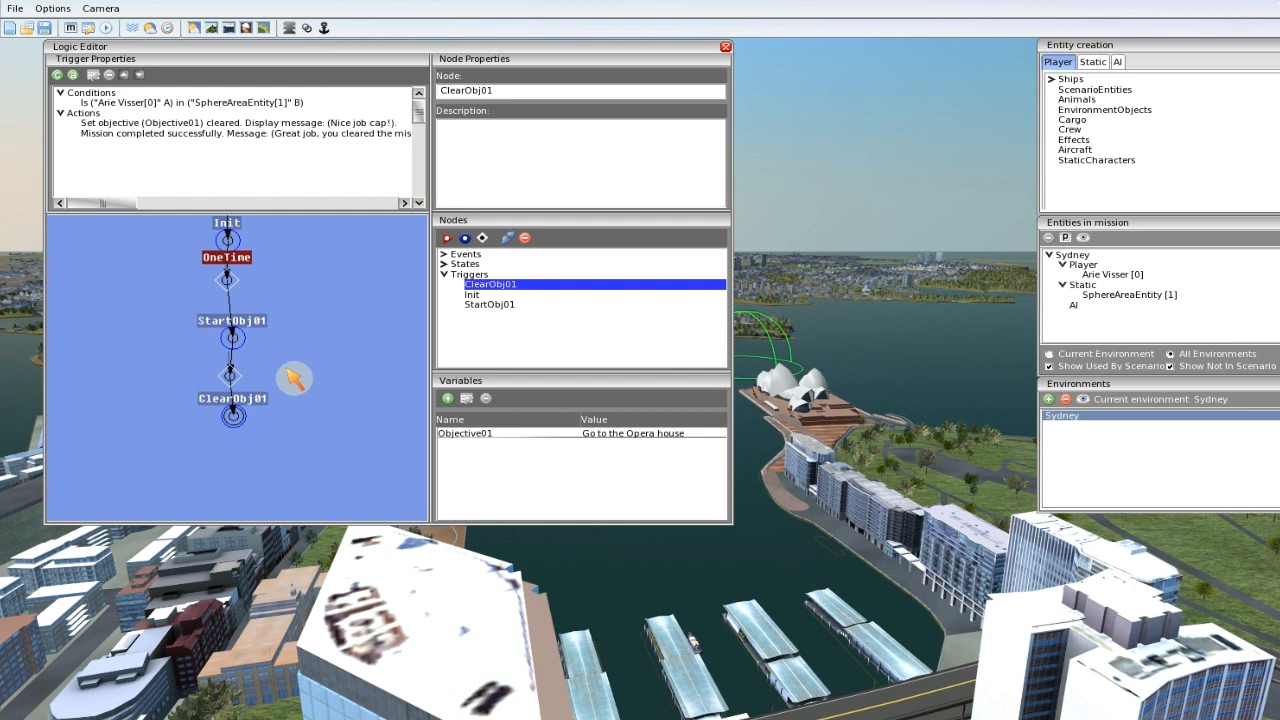 File Options Camera
Logic Editor
Trigger Properties
Conditions
Is ("Arie Visser[0]" A) in ("SphereAreaEntity[1]" B)
Actions
Set objective (Objective01) cleared. Display message: (Nice job cap!).
Mission completed successfully. Message: (Great job, you cleared the mis
Init
OneTime
StartObj01
ClearObj01
Node Properties
Node:
ClearObj01
Description:
Nodes
Events
States
Triggers
ClearObj01
Init
StartObj01
Variables
Name Value
Objective01 Go to the Opera house
Entity creation
Player Static AI
Ships
ScenarioEntities
Animals
EnvironmentObjects
Cargo
Crew
Effects
Aircraft
StaticCharacters
Entities in mission
P
Sydney
Player
Arie Visser [0]
Static
SphereAreaEntity [1]
AI
Current Environment All Environments
Show Used By Scenario Show Not In Scenario
Environments
Current environment: Sydney
Sydney